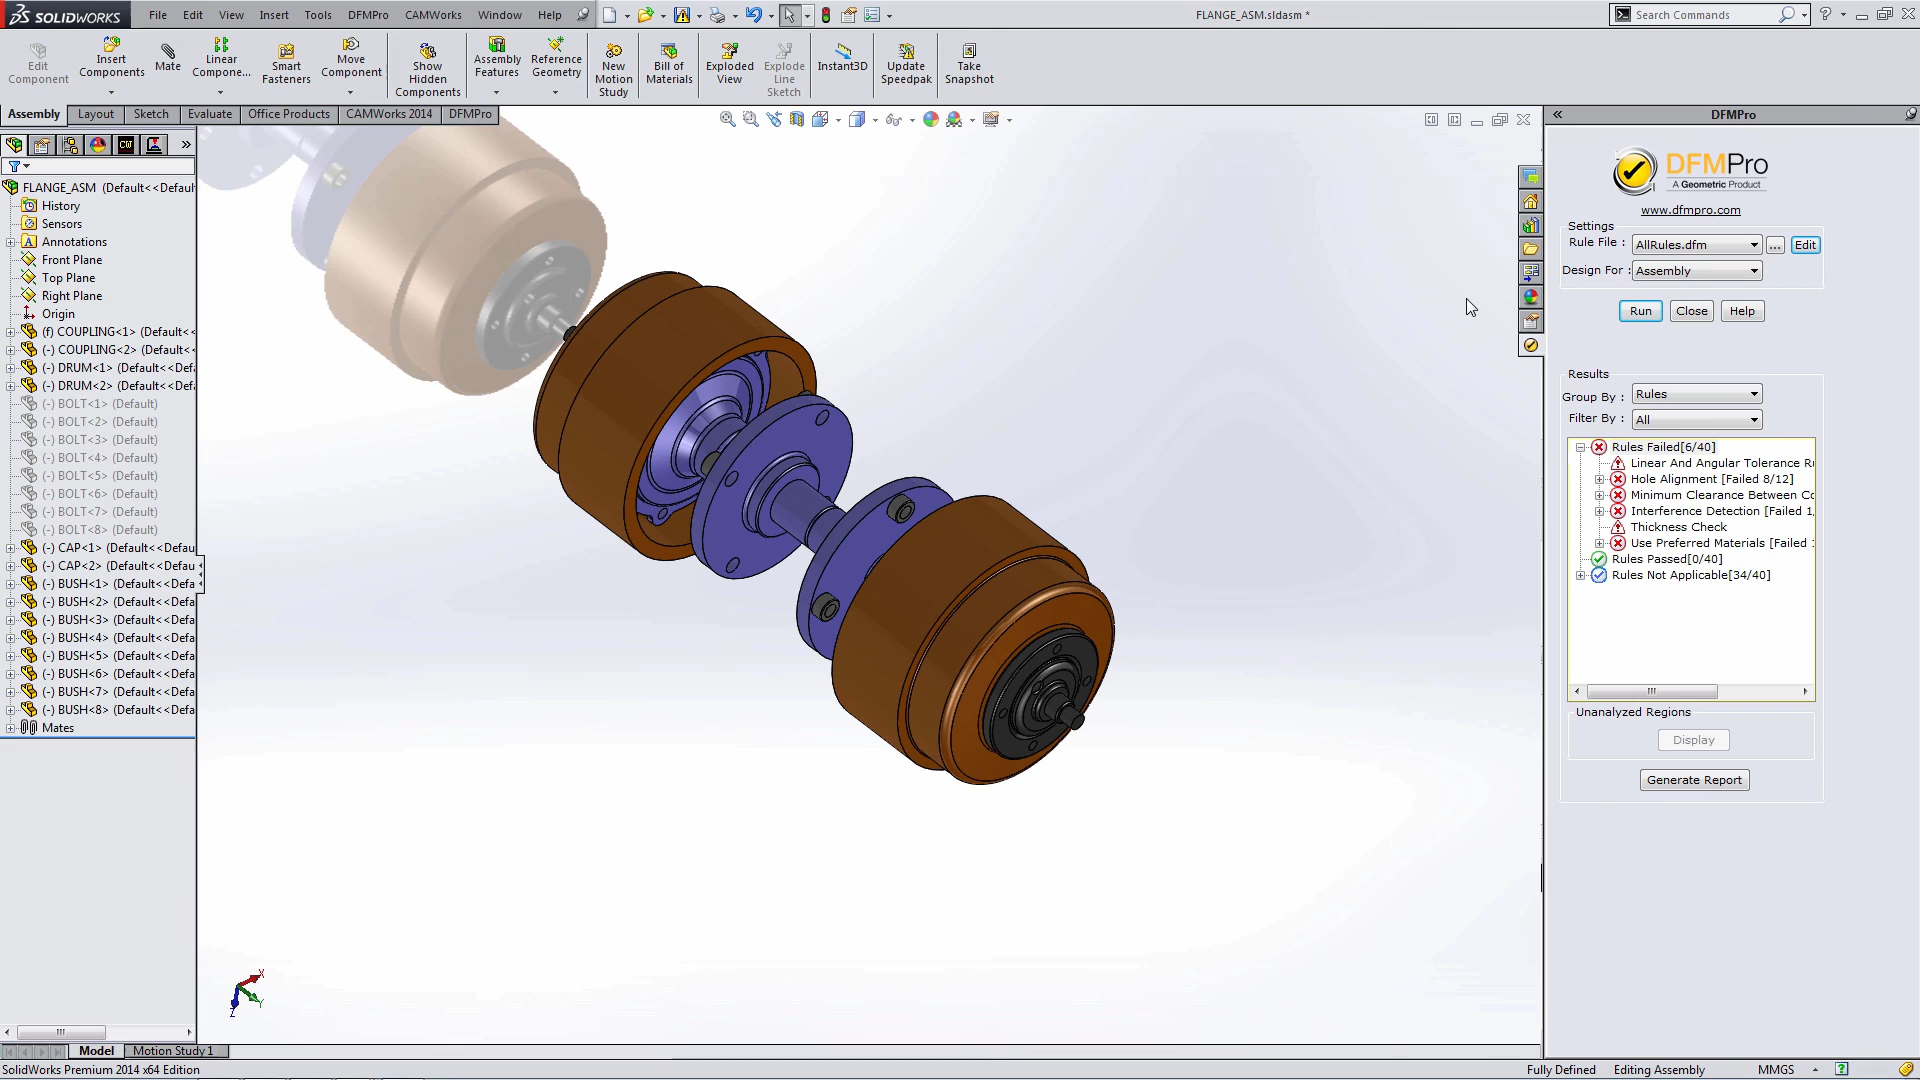 SOLIDWORKS File Edit View Insert Tools DFMPro CAMWorks Window Help FLANGE_ASM.sldasm * Search Commands
Edit Component
Insert Components
Mate
Linear Compone...
Smart Fasteners
Move Component
Show Hidden Components
Assembly Features
Reference Geometry
New Motion Study
Bill of Materials
Exploded View
Explode Line Sketch
Instant3D
Update Speedpak
Take Snapshot
Assembly Layout Sketch Evaluate Office Products CAMWorks 2014 DFMPro
FLANGE_ASM (Default<<Defaul
History
Sensors
Annotations
Front Plane
Top Plane
Right Plane
Origin
(f) COUPLING<1> (Default<<
(-) COUPLING<2> (Default<<
(-) DRUM<1> (Default<<Defau
(-) DRUM<2> (Default<<Defau
(-) BOLT<1> (Default)
(-) BOLT<2> (Default)
(-) BOLT<3> (Default)
(-) BOLT<4> (Default)
(-) BOLT<5> (Default)
(-) BOLT<6> (Default)
(-) BOLT<7> (Default)
(-) BOLT<8> (Default)
(-) CAP<1> (Default<<Defau
(-) CAP<2> (Default<<Defau
(-) BUSH<1> (Default<<Defa
(-) BUSH<2> (Default<<Defa
(-) BUSH<3> (Default<<Defa
(-) BUSH<4> (Default<<Defa
(-) BUSH<5> (Default<<Defa
(-) BUSH<6> (Default<<Defa
(-) BUSH<7> (Default<<Defa
(-) BUSH<8> (Default<<Defa
Mates
X
Y
Z
DFMPro
DFMPro
A Geometric Product
www.dfmpro.com
Settings
Rule File : AllRules.dfm ... Edit
Design For : Assembly
Run Close Help
Results
Group By : Rules
Filter By : All
Rules Failed[6/40]
Linear And Angular Tolerance Ru
Hole Alignment [Failed 8/12]
Minimum Clearance Between Co
Interference Detection [Failed 1,
Thickness Check
Use Preferred Materials [Failed
Rules Passed[0/40]
Rules Not Applicable[34/40]
Unanalyzed Regions
Display
Generate Report
Model Motion Study 1
SolidWorks Premium 2014 x64 Edition Fully Defined Editing Assembly MMGS